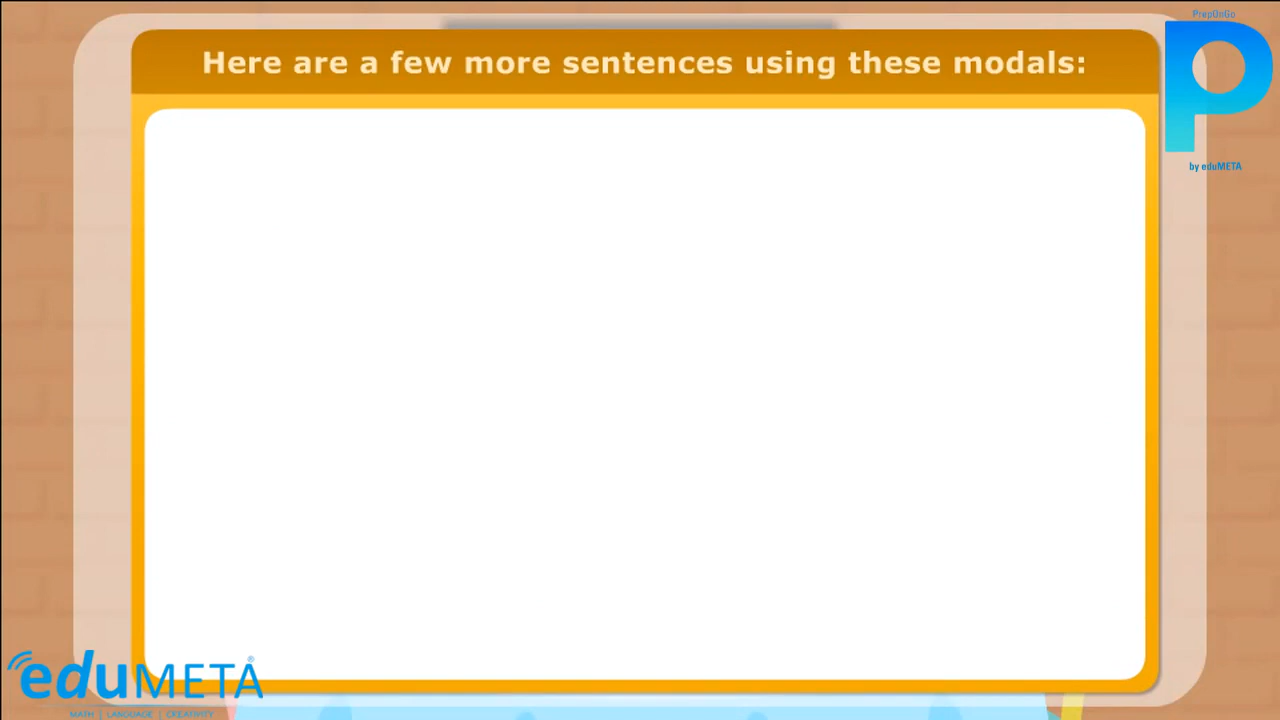 PrepOnGo
Here are a few more sentences using these modals:
P
by eduMETA
eduMETA®
MATH | LANGUAGE | CREATIVITY